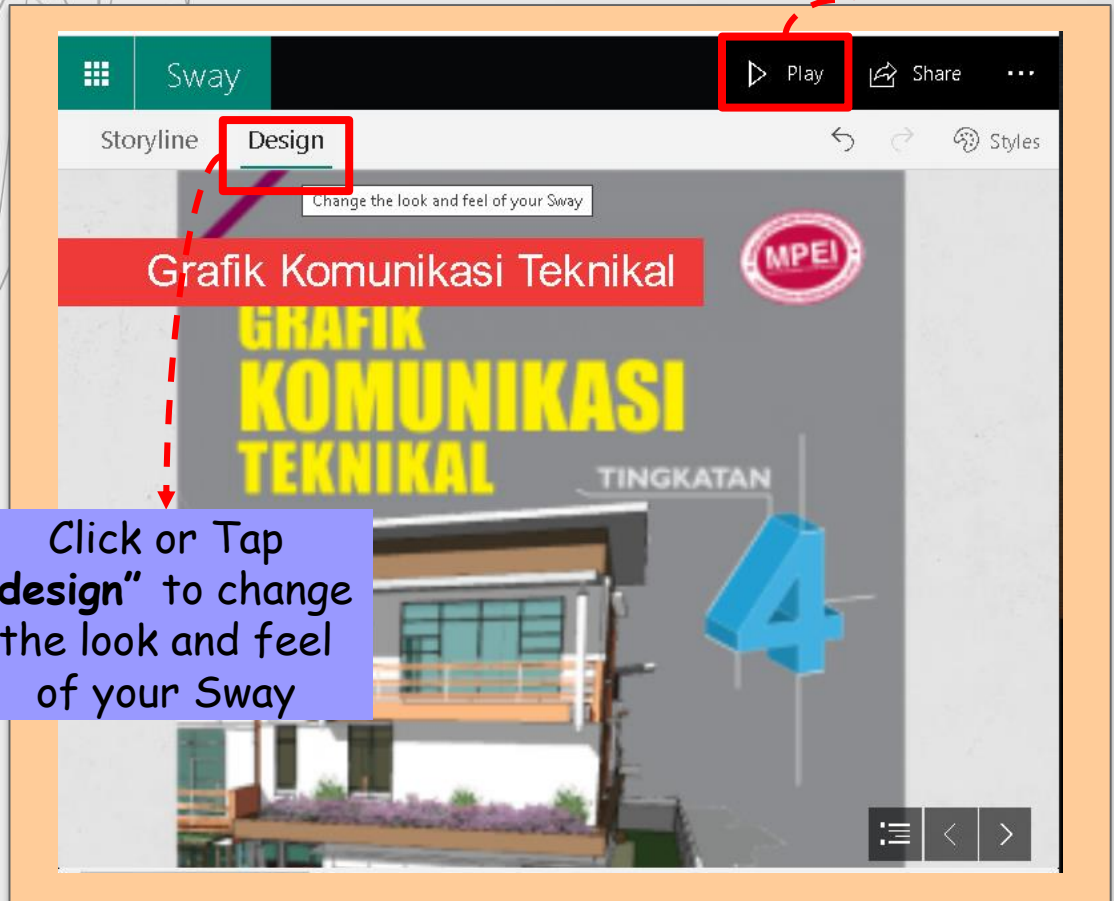 Sway
Play
Share
Storyline
Design
Styles
Change the look and feel of your Sway
Grafik Komunikasi Teknikal
MPEI
GRAFIK
KOMUNIKASI
TEKNIKAL
TINGKATAN
4
Click or Tap
design” to change
the look and feel
of your Sway